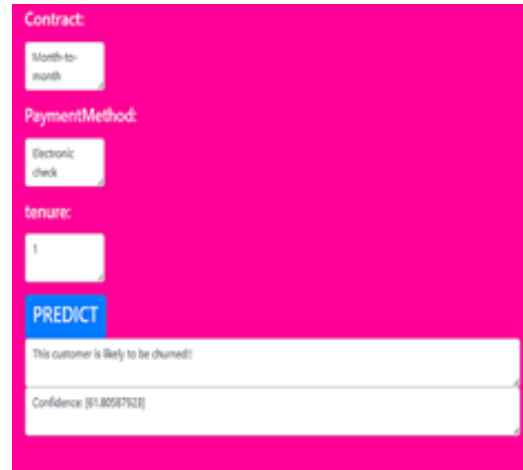 Contract:
Month-to-
month
PaymentMethod:
Electronic
check
tenure:
1
PREDICT
This customer is likely to be churned!!
Confidence: [61.80587923]